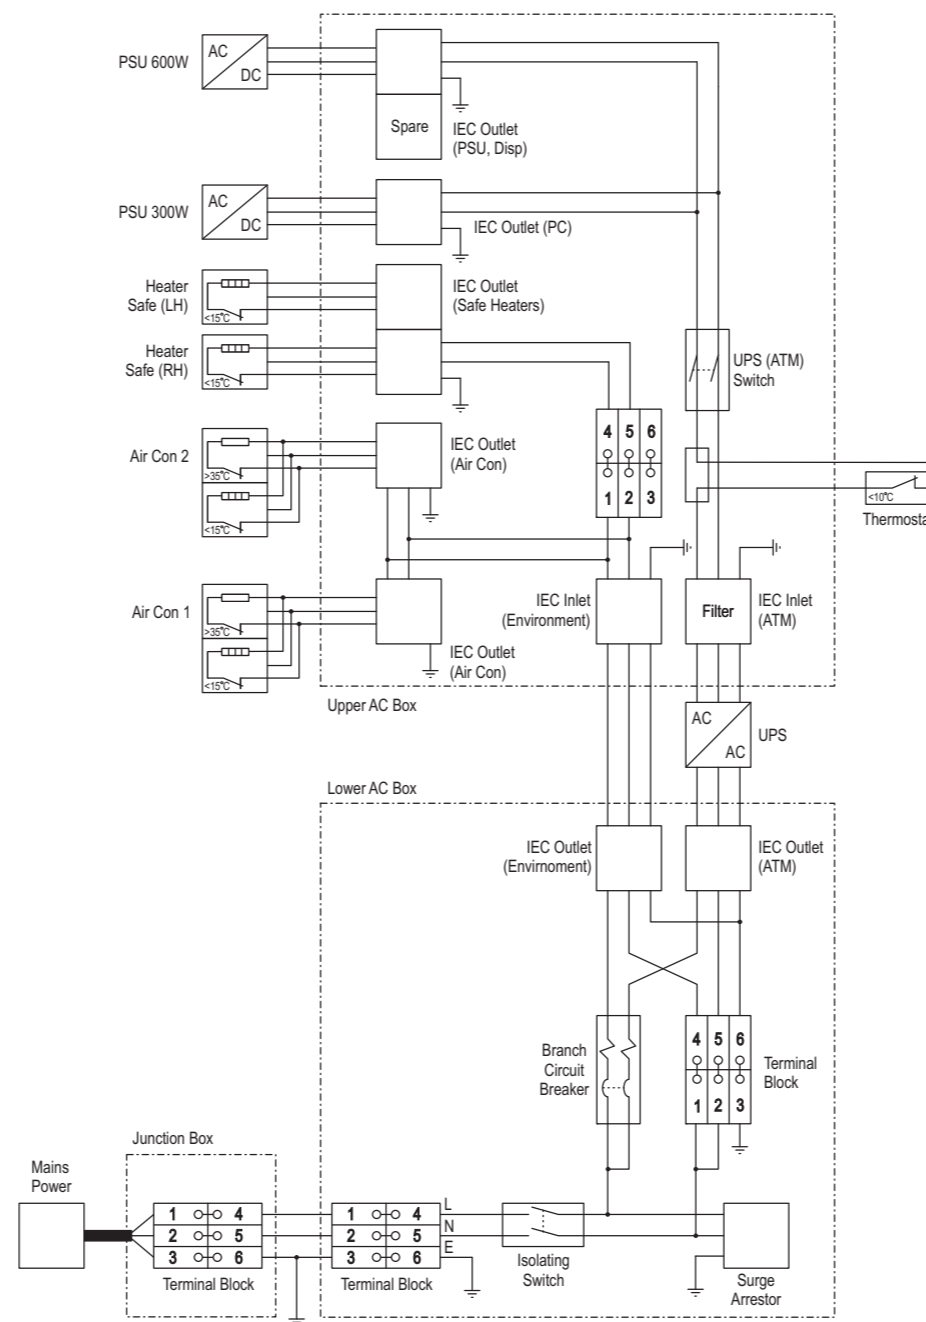 PSU 600W
AC
DC
Spare
IEC Outlet
(PSU, Disp)
PSU 300W
AC
DC
IEC Outlet (PC)
Heater
Safe (LH)
<15°C
IEC Outlet
(Safe Heaters)
Heater
Safe (RH)
<15°C
UPS (ATM)
Switch
4 5 6
1 2 3
Air Con 2
>35°C
<15°C
IEC Outlet
(Air Con)
<10°C
Thermosta
Air Con 1
>35°C
<15°C
IEC Outlet
(Air Con)
IEC Inlet
(Environment)
Filter
IEC Inlet
(ATM)
Upper AC Box
AC
AC
UPS
Lower AC Box
IEC Outlet
(Envirnoment)
IEC Outlet
(ATM)
Branch
Circuit
Breaker
4 5 6
1 2 3
Terminal
Block
Junction Box
Mains
Power
1 4
2 5
3 6
Terminal Block
1 4
2 5
3 6
Terminal Block
L
N
E
Isolating
Switch
Surge
Arrestor